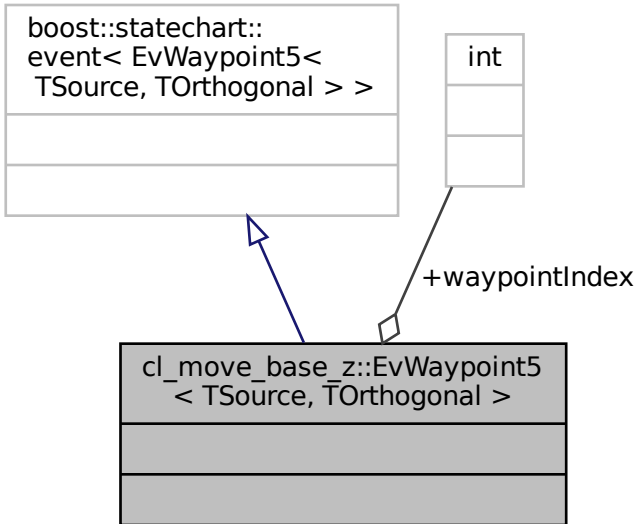 boost::statechart::
event< EvWaypoint5<
TSource, TOrthogonal > >
int
+waypointIndex
cl_move_base_z::EvWaypoint5
< TSource, TOrthogonal >